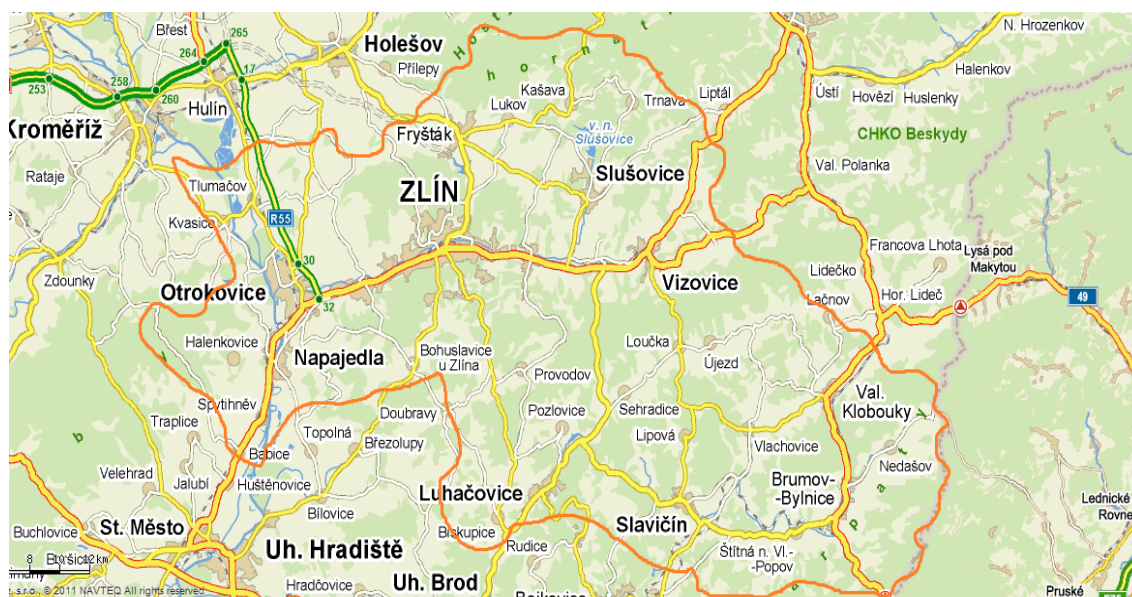 265
Břest
264
N. Hrozenkov
Holešov
Přílepy
17
Halenkov
253
258
260
Kašava
Liptál
Ústí
Hovězí
Huslenky
Hulín
Lukov
Trnava
Kroměříž
Fryšták
v. n.
Slušovice
CHKO Beskydy
Rataje
Slušovice
Val. Polanka
Tlumačov
ZLÍN
Kvasice
R55
Francova Lhota
Lysá pod
Makytou
30
Zdounky
Lidečko
Otrokovice
Vizovice
Lačnov
Hor. Lideč
49
32
Halenkovice
Napajedla
Bohuslavice
u Zlína
Loučka
Újezd
Provodov
Val.
Klobouky
Spytihněv
Doubravy
Pozlovice
Sehradice
Traplice
Topolná
Březolupy
Lipová
Vlachovice
Babice
Nedašov
Velehrad
Jalubí
Huštěnovice
Luhačovice
Brumov-
-Bylnice
Bílovice
Lednické
Rovne
St. Město
Slavičín
Buchlovice
Biskupice
Rudice
Štítná n. Vl.-
-Popov
Uh. Hradiště
Boršice
8
12 km
Hradčovice
Uh. Brod
Bojkovice
Pruské
© 2011 NAVTEQ All rights reserved